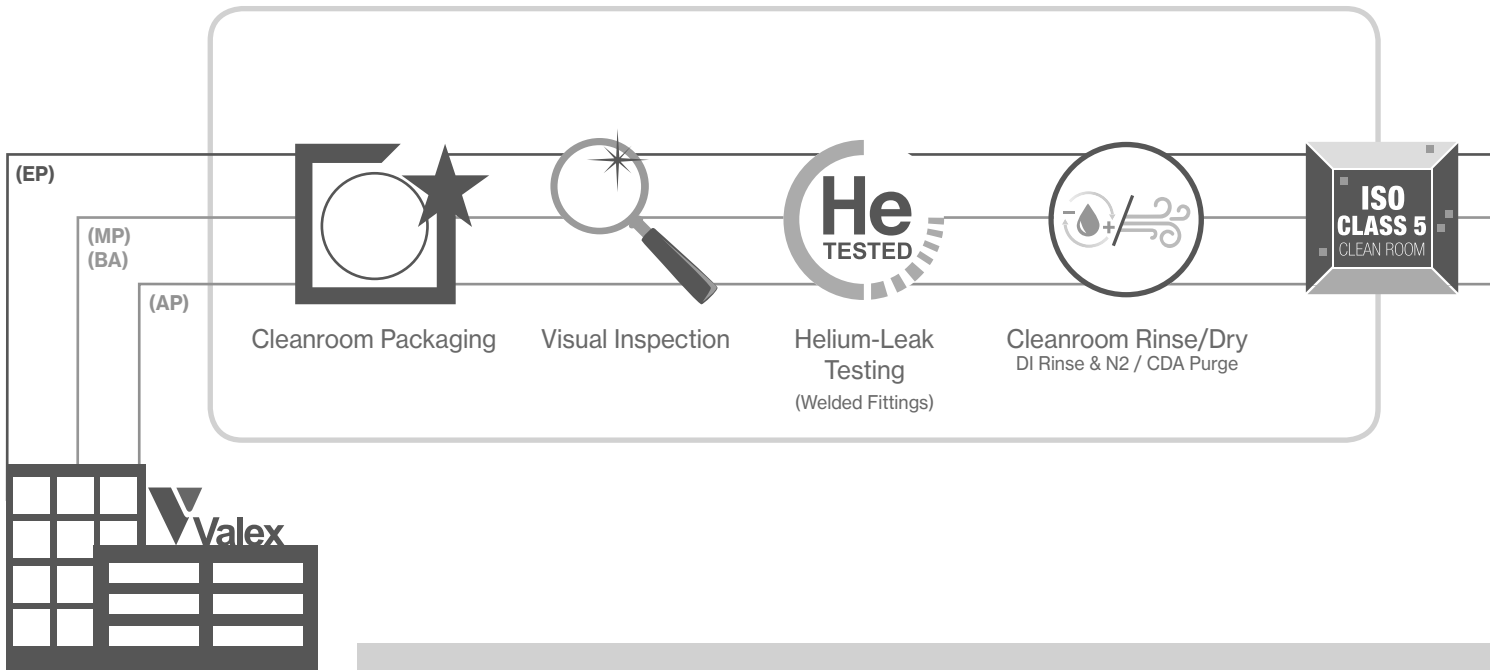 (EP)
(MP)
(BA)
(AP)
He
TESTED
ISO
CLASS 5
CLEAN ROOM
Cleanroom Packaging
Visual Inspection
Helium-Leak
Testing
(Welded Fittings)
Cleanroom Rinse/Dry
DI Rinse & N2 / CDA Purge
Valex